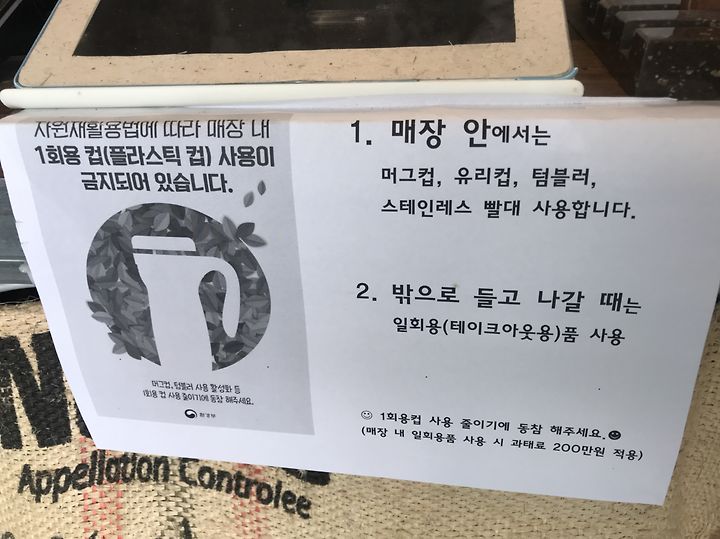 자원재활용법에 따라 매장 내
1회용 컵(플라스틱 컵) 사용이
금지되어 있습니다.
머그컵, 텀블러 사용 활성화 등
1회용 컵 사용 줄이기에 동참 해주세요.
환경부
1. 매장 안에서는
머그컵, 유리컵, 텀블러,
스테인레스 빨대 사용합니다.
2. 밖으로 들고 나갈 때는
일회용(테이크아웃용)품 사용
1회용컵 사용 줄이기에 동참 해주세요.
(매장 내 일회용품 사용 시 과태료 200만원 적용)
Appellation Controlee